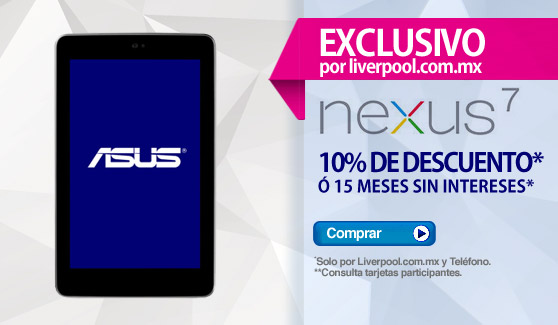 EXCLUSIVO
por liverpool.com.mx
nexus 7
ASUS
10% DE DESCUENTO*
Ó 15 MESES SIN INTERESES*
Comprar
*Solo por Liverpool.com.mx y Teléfono.
**Consulta tarjetas participantes.